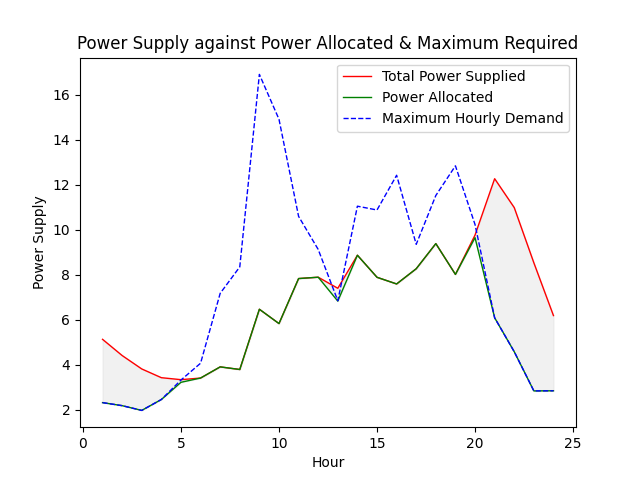 Power Supply against Power Allocated & Maximum Required
Total Power Supplied
Power Allocated
Maximum Hourly Demand
Power Supply
16
14
12
10
8
6
4
2
0 5 10 15 20 25
Hour